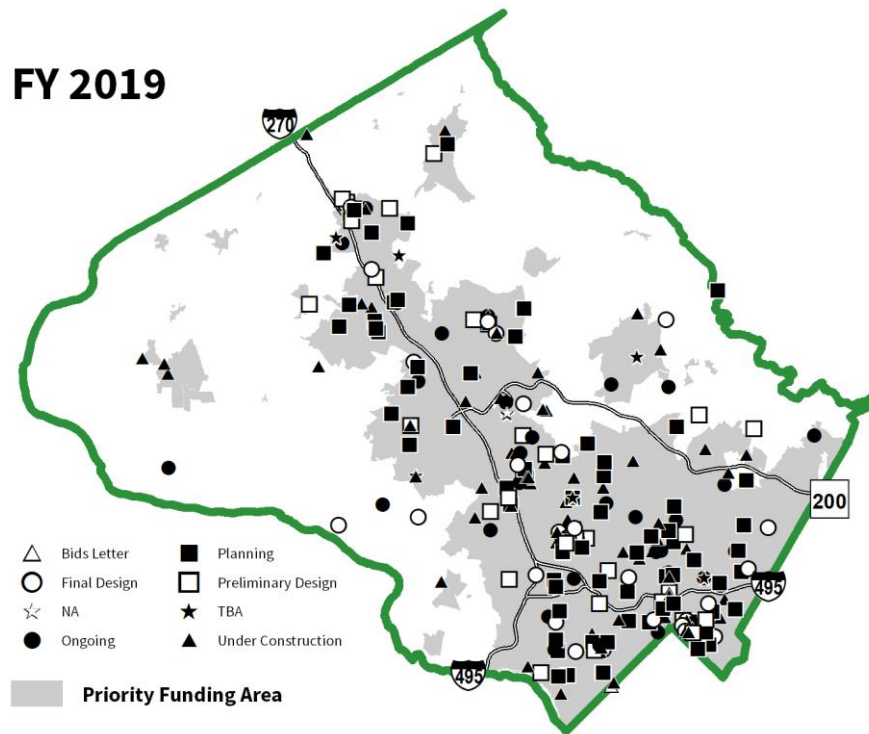 FY 2019
270
200
495
495
Bids Letter
Planning
Final Design
Preliminary Design
NA
TBA
Ongoing
Under Construction
Priority Funding Area